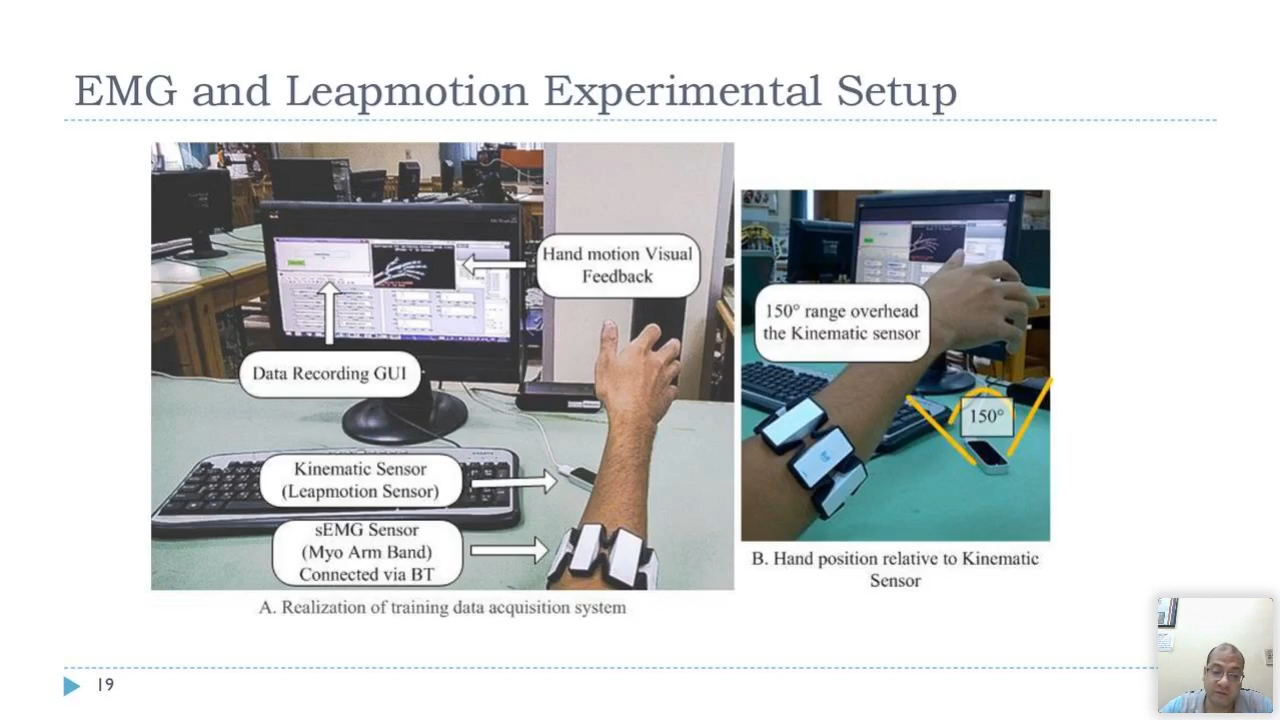 EMG and Leapmotion Experimental Setup
Hand motion Visual
Feedback
Data Recording GUI
Kinematic Sensor
(Leapmotion Sensor)
sEMG Sensor
(Myo Arm Band)
Connected via BT
A. Realization of training data acquisition system
150° range overhead
the Kinematic sensor
150°
B. Hand position relative to Kinematic
Sensor
19